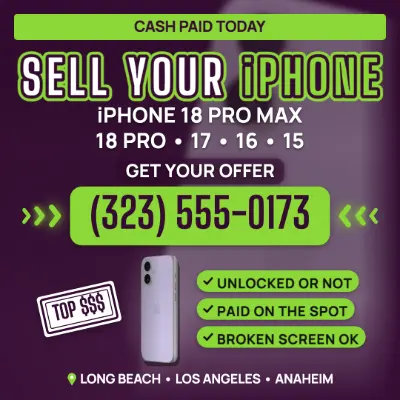 CASH PAID TODAY
SELL YOUR iPHONE
iPHONE 18 PRO MAX
18 PRO • 17 • 16 • 15
GET YOUR OFFER
(323) 555-0173
TOP $$$
UNLOCKED OR NOT
PAID ON THE SPOT
BROKEN SCREEN OK
LONG BEACH • LOS ANGELES • ANAHEIM